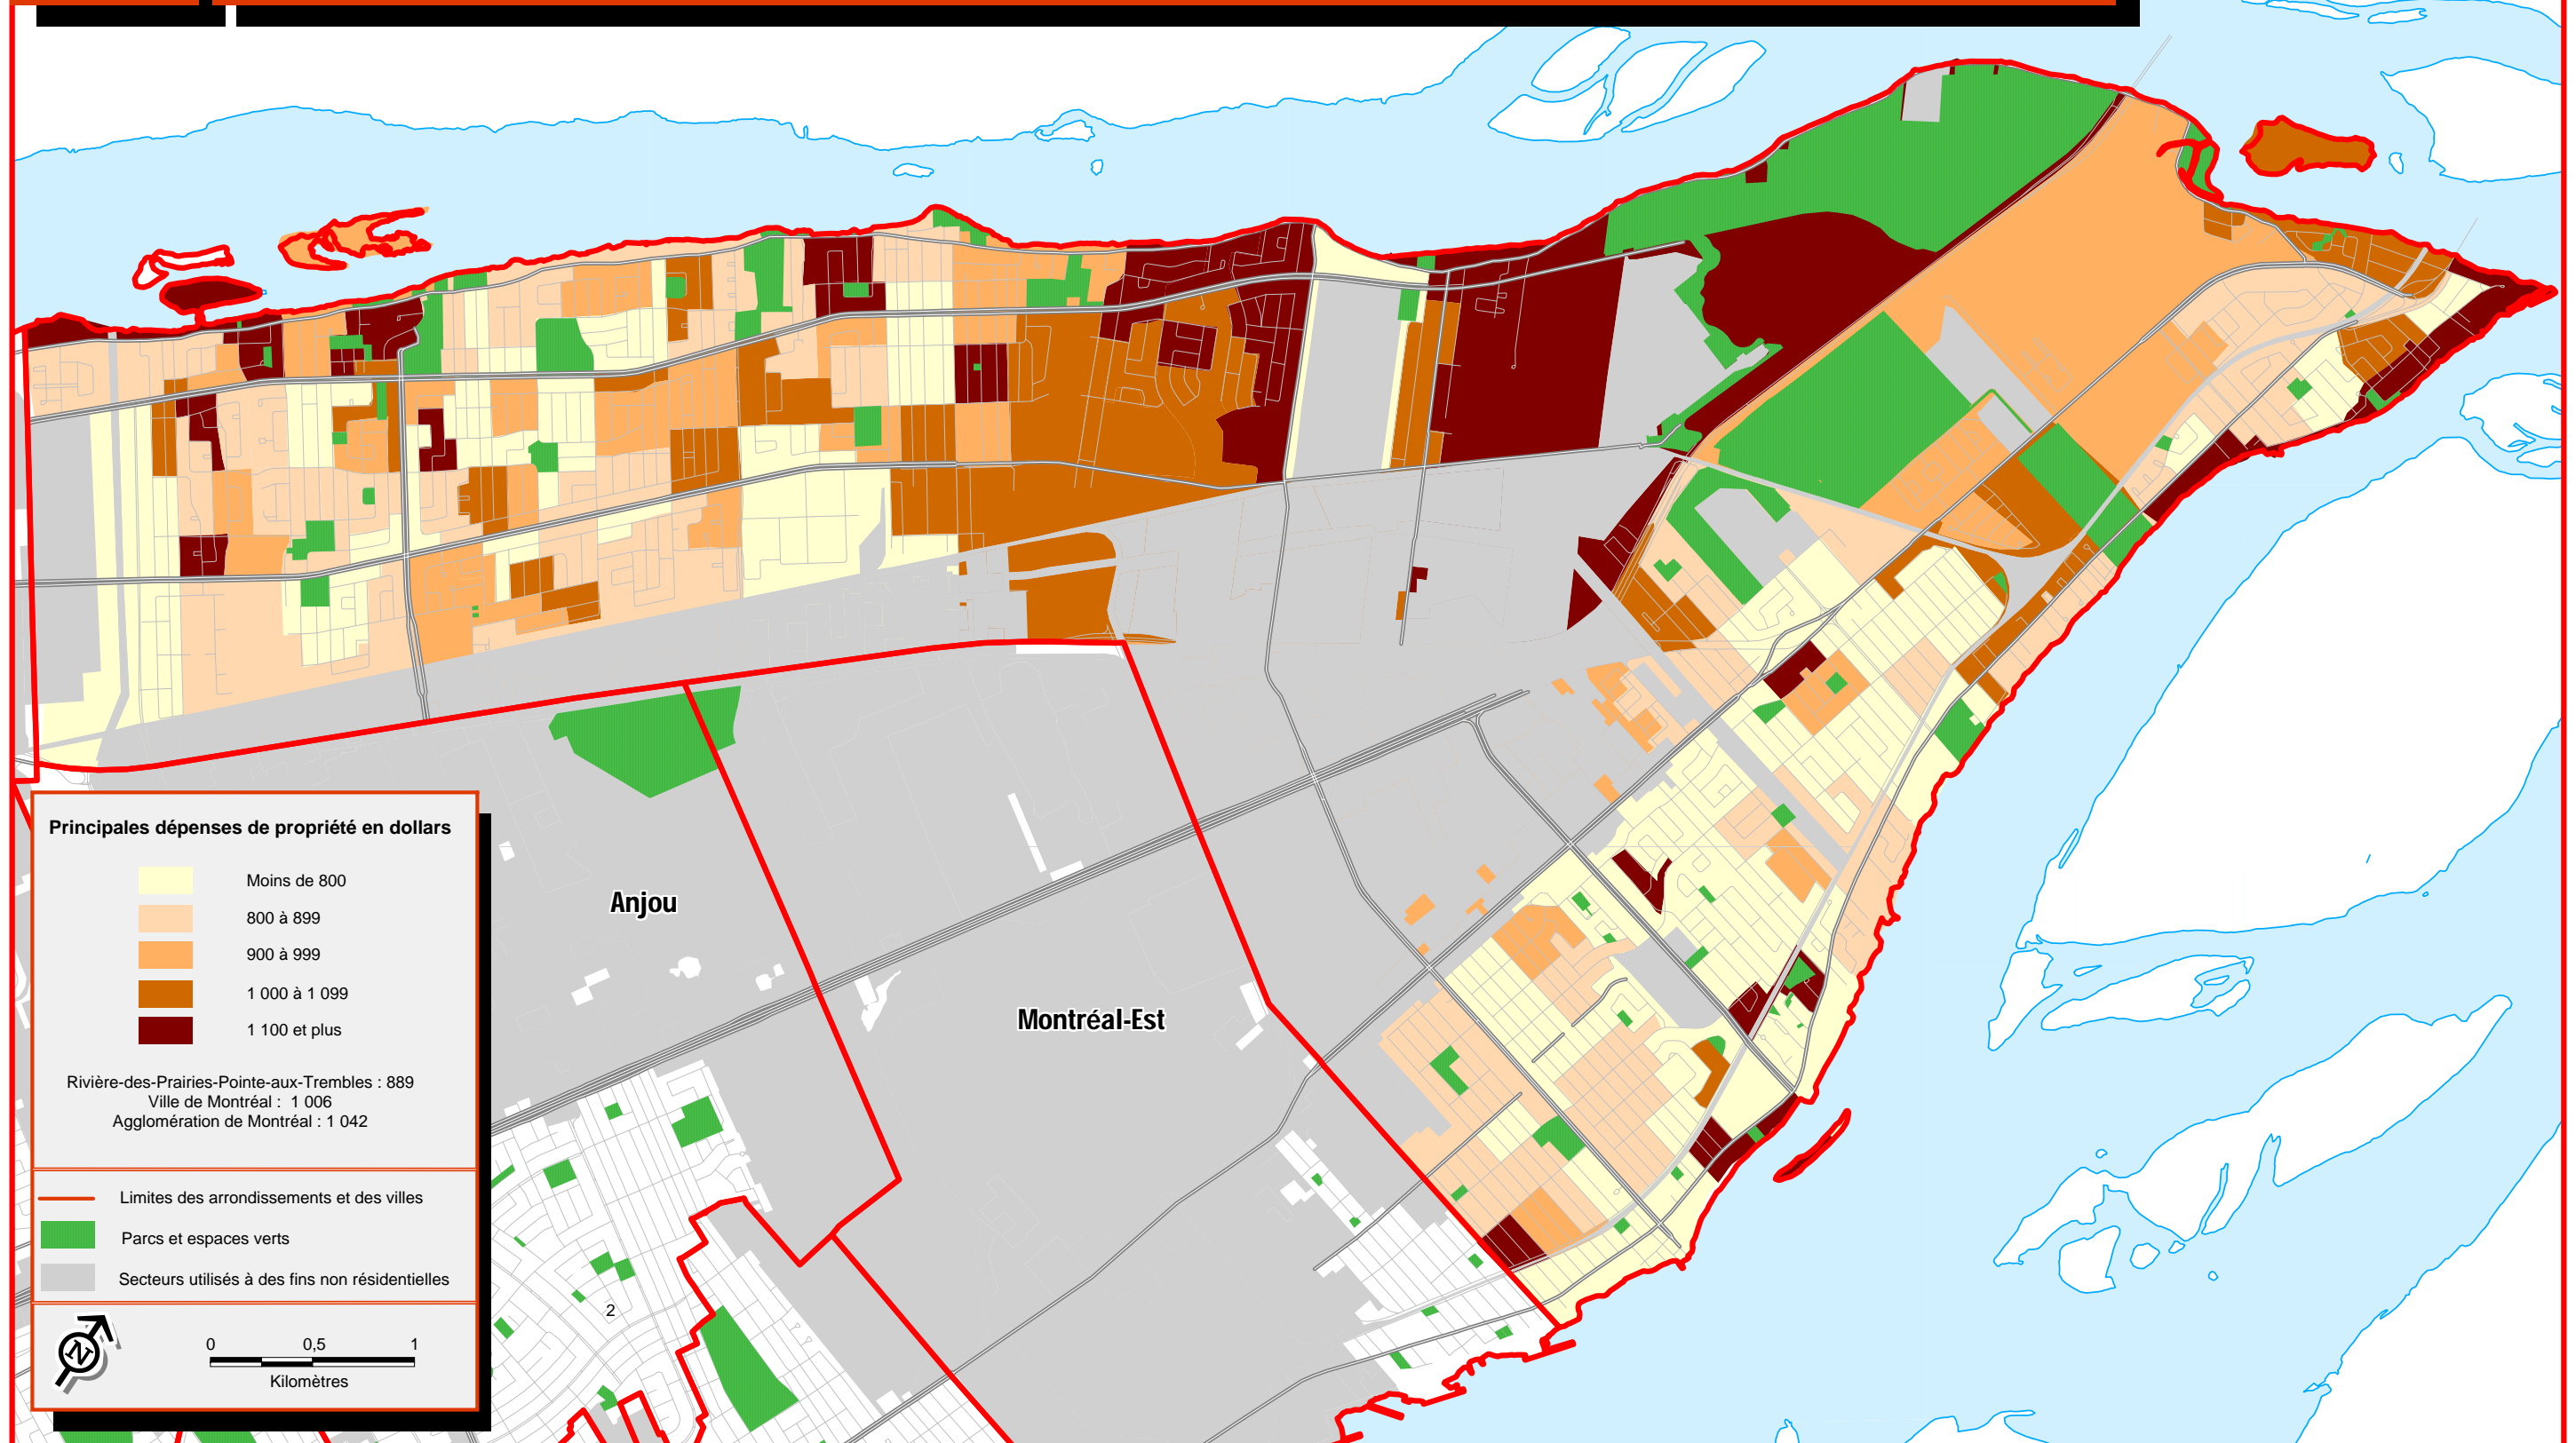 Anjou
Montréal-Est
2
Principales dépenses de propriété en dollars
Moins de 800
800 à 899
900 à 999
1 000 à 1 099
1 100 et plus
Rivière-des-Prairies-Pointe-aux-Trembles : 889
Ville de Montréal : 1 006
Agglomération de Montréal : 1 042
Limites des arrondissements et des villes
Parcs et espaces verts
Secteurs utilisés à des fins non résidentielles
N
0 0,5 1
Kilomètres